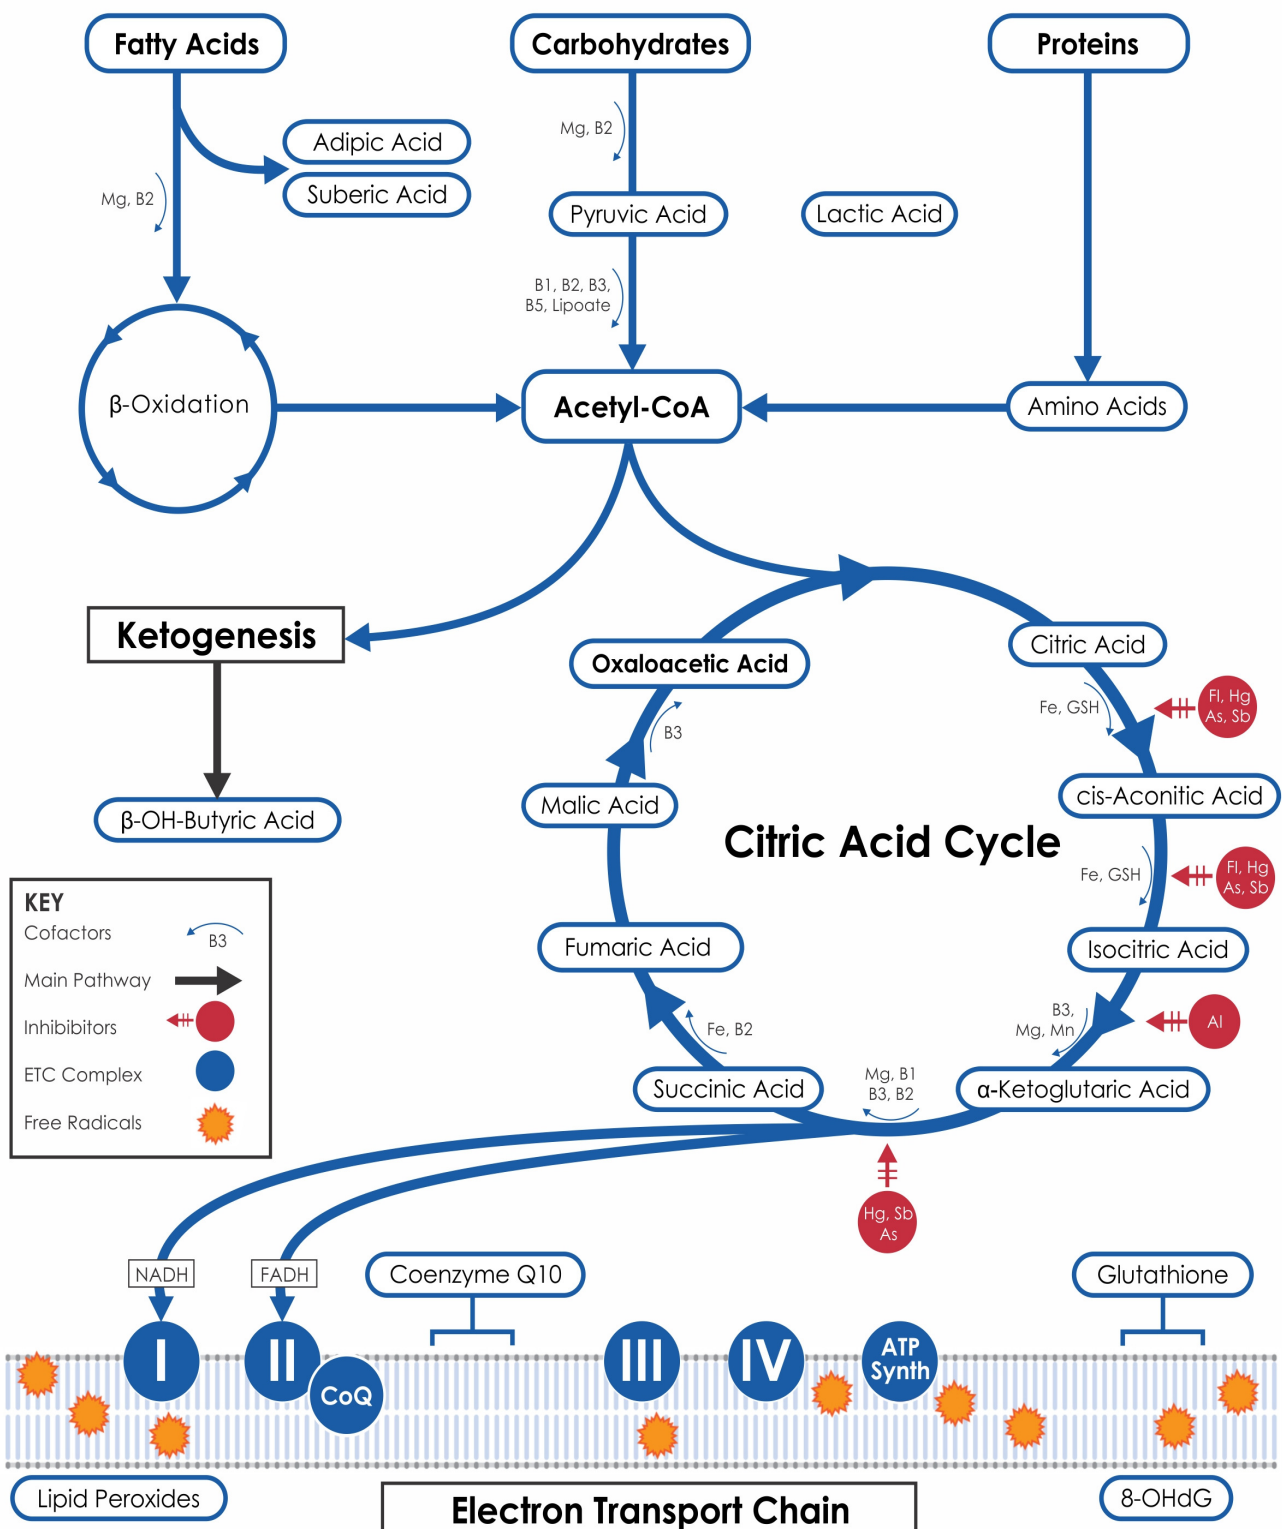 Fatty Acids
Carbohydrates
Proteins
Adipic Acid
Suberic Acid
Mg, B2
Mg, B2
Pyruvic Acid
Lactic Acid
B1, B2, B3,
B5, Lipoate
β-Oxidation
Acetyl-CoA
Amino Acids
Ketogenesis
β-OH-Butyric Acid
Oxaloacetic Acid
Citric Acid
Fe, GSH
Fl, Hg
As, Sb
B3
Malic Acid
cis-Aconitic Acid
Citric Acid Cycle
Fe, GSH
Fl, Hg
As, Sb
Fumaric Acid
Isocitric Acid
Fe, B2
B3,
Mg, Mn
Al
Succinic Acid
Mg, B1
B3, B2
α-Ketoglutaric Acid
Hg, Sb
As
KEY
Cofactors
B3
Main Pathway
Inhibibitors
ETC Complex
Free Radicals
NADH
FADH
Coenzyme Q10
Glutathione
I
II
CoQ
III
IV
ATP
Synth
Lipid Peroxides
Electron Transport Chain
8-OHdG